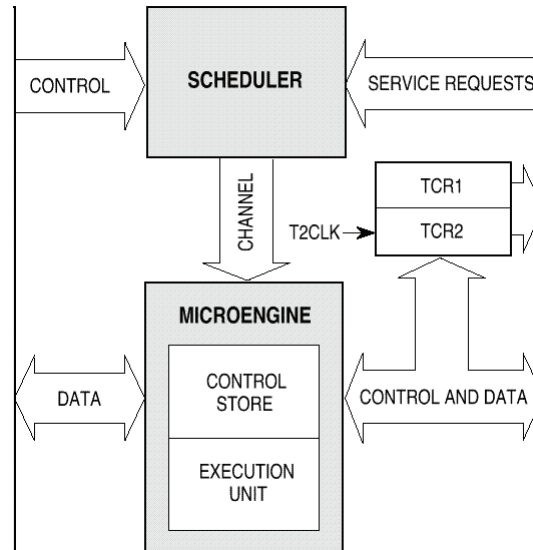 SCHEDULER
CONTROL
SERVICE REQUESTS
CHANNEL
TCR1
T2CLK
TCR2
MICROENGINE
CONTROL
STORE
DATA
CONTROL AND DATA
EXECUTION
UNIT